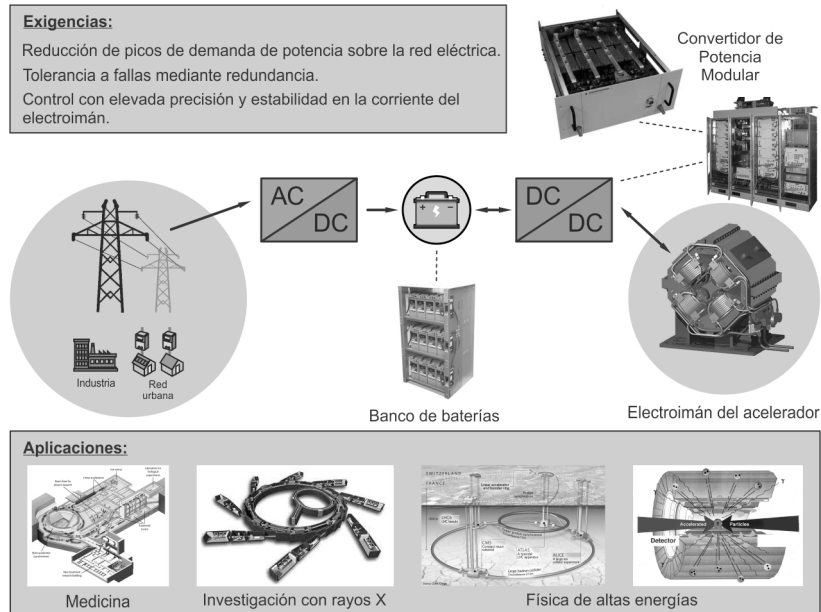 Exigencias:
Reducción de picos de demanda de potencia sobre la red eléctrica.
Tolerancia a fallas mediante redundancia.
Control con elevada precisión y estabilidad en la corriente del
electroimán.
Convertidor de
Potencia
Modular
AC
DC
+ -
DC
DC
Industria
Red
urbana
Banco de baterías
Electroimán del acelerador
Aplicaciones:
SWITZERLAND
FRANCE
CMS
ATLAS
ALICE
Accelerated
Particles
Detector
Medicina
Investigación con rayos X
Física de altas energías